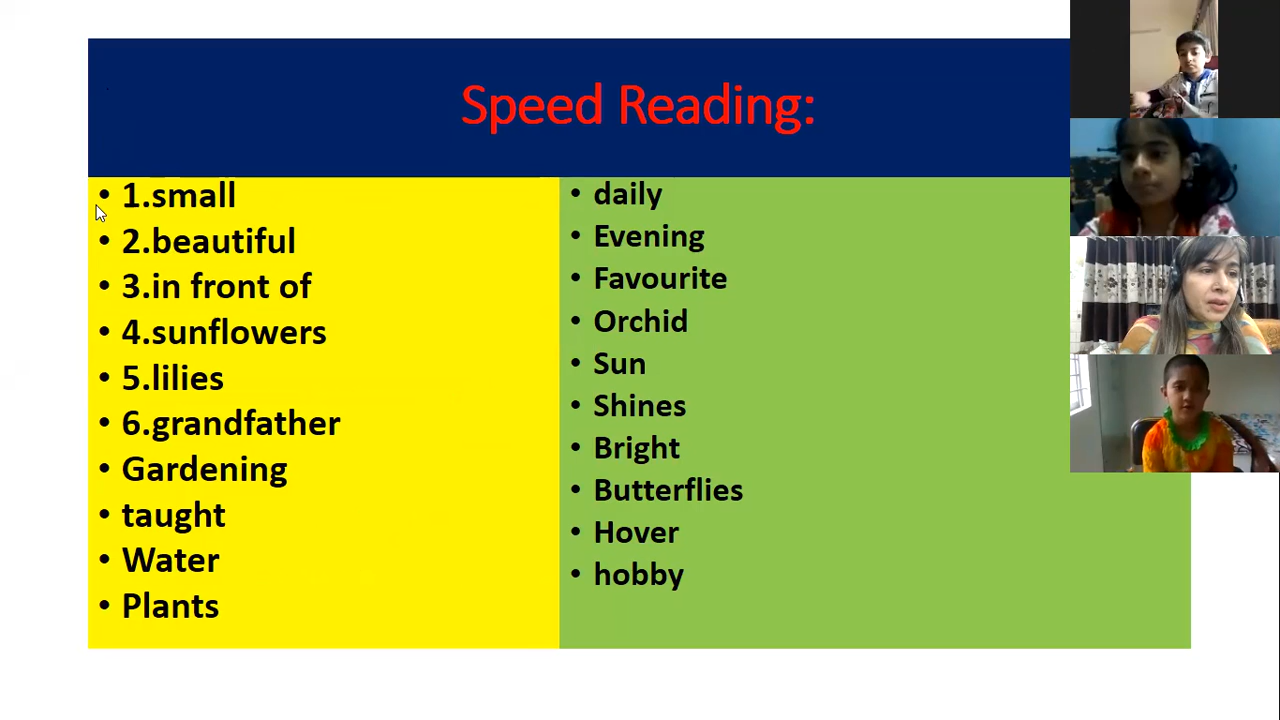 Speed Reading:
• 1.small
• 2.beautiful
• 3.in front of
• 4.sunflowers
• 5.lilies
• 6.grandfather
• Gardening
• taught
• Water
• Plants
• daily
• Evening
• Favourite
• Orchid
• Sun
• Shines
• Bright
• Butterflies
• Hover
• hobby